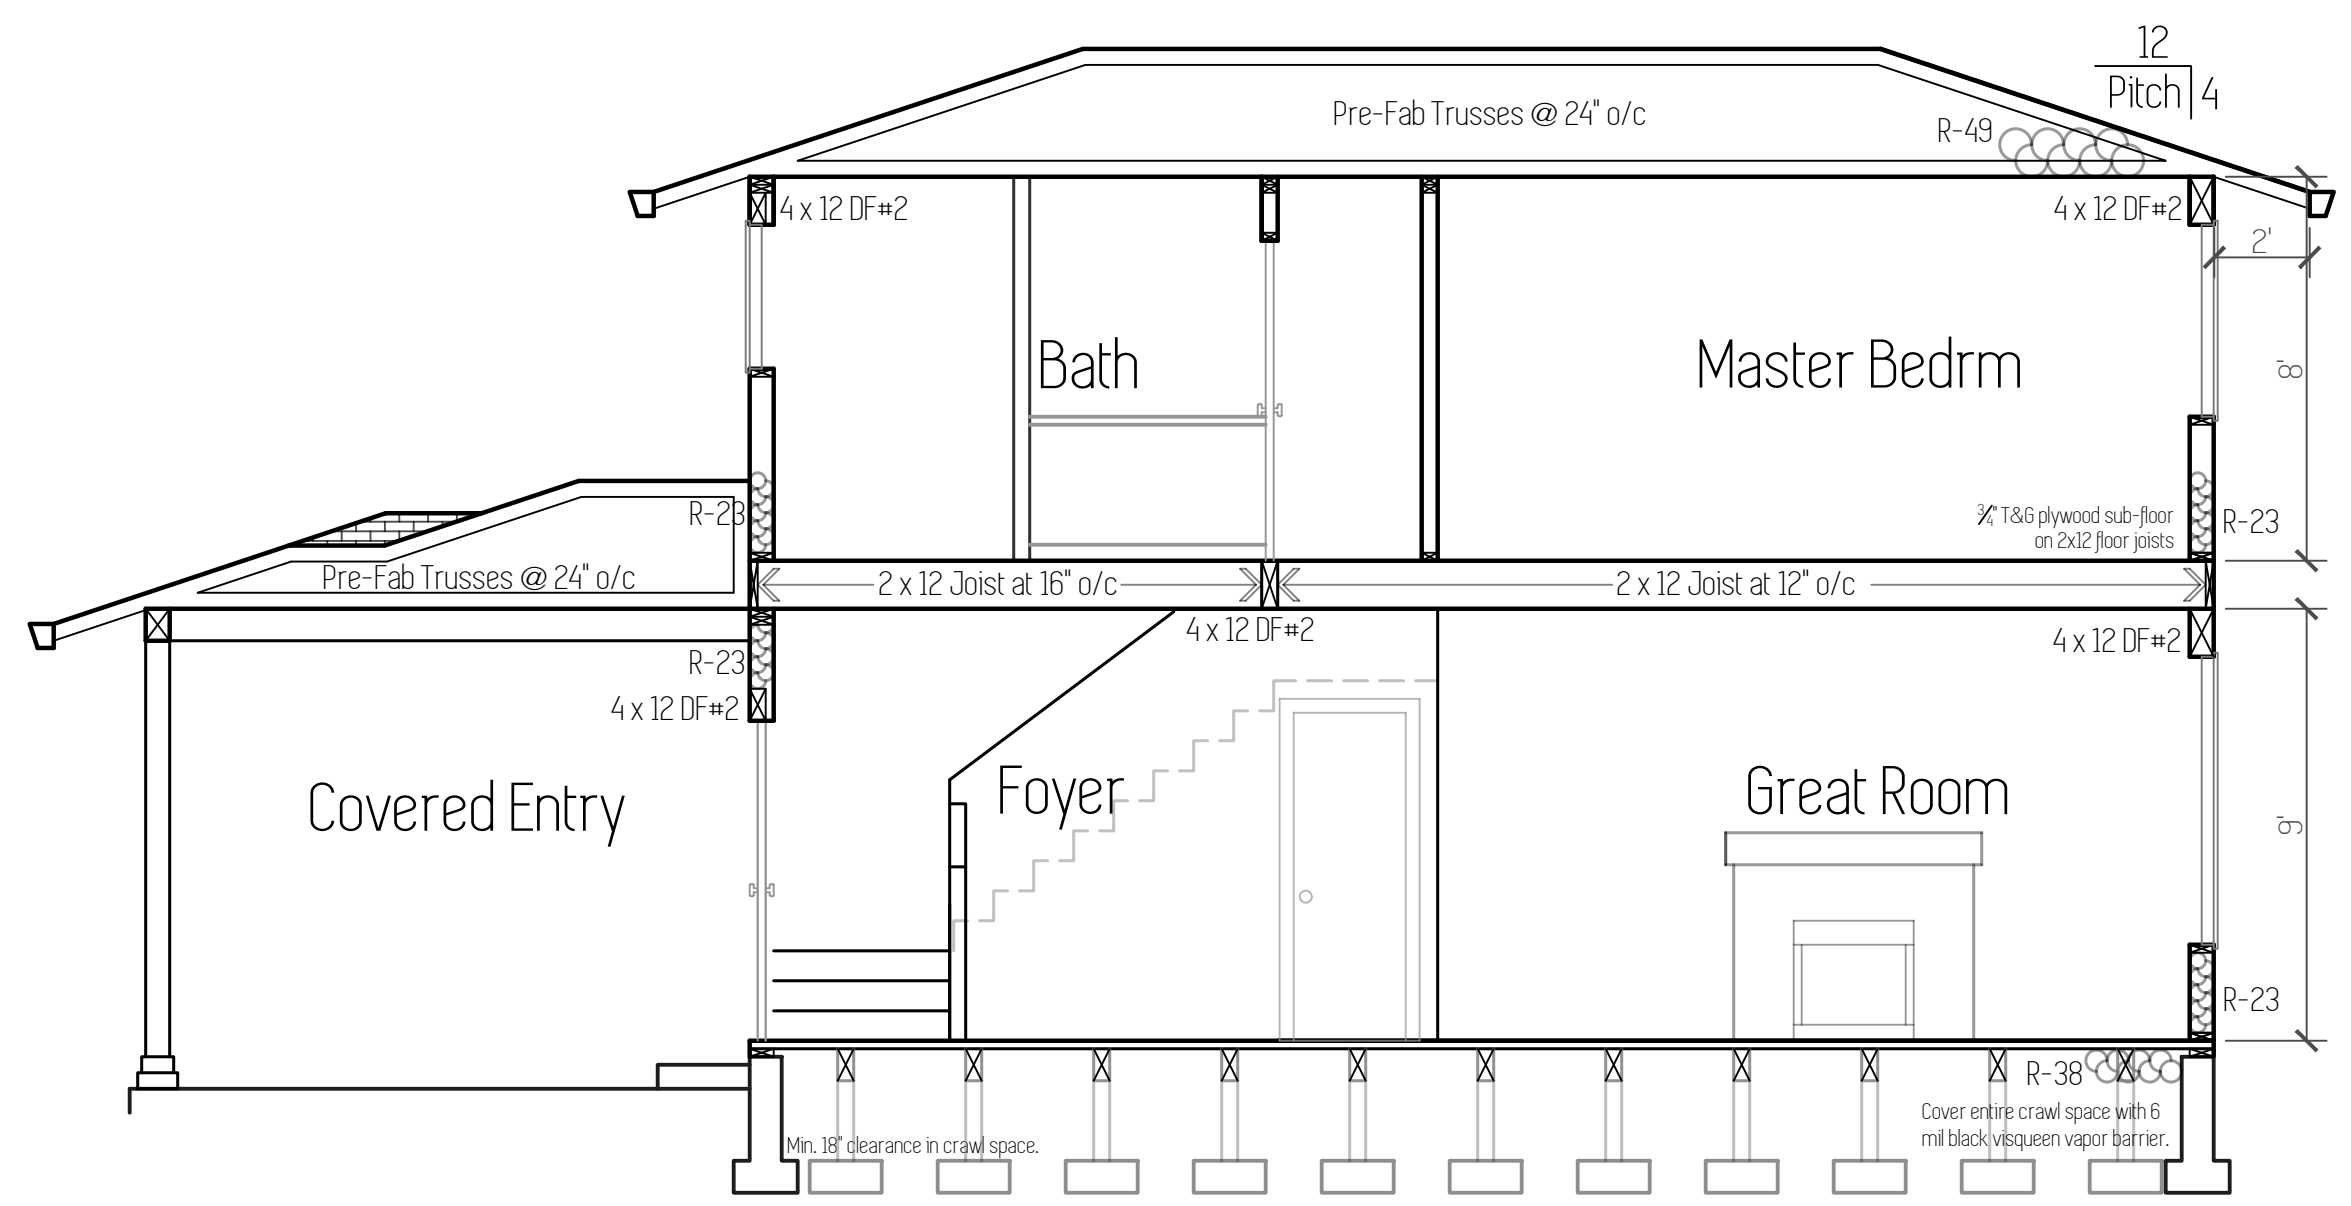 12
Pitch 4
Pre-Fab Trusses @ 24" o/c
R-49
4 x 12 DF#2
4 x 12 DF#2
2'
Bath
Master Bedrm
8'
R-23
3/4" T&G plywood sub-floor
on 2x12 floor joists
R-23
Pre-Fab Trusses @ 24" o/c
2 x 12 Joist at 16" o/c
2 x 12 Joist at 12" o/c
4 x 12 DF#2
4 x 12 DF#2
R-23
4 x 12 DF#2
Covered Entry
Foyer
Great Room
9'
R-23
R-38
Cover entire crawl space with 6
mil black visqueen vapor barrier.
Min. 18" clearance in crawl space.